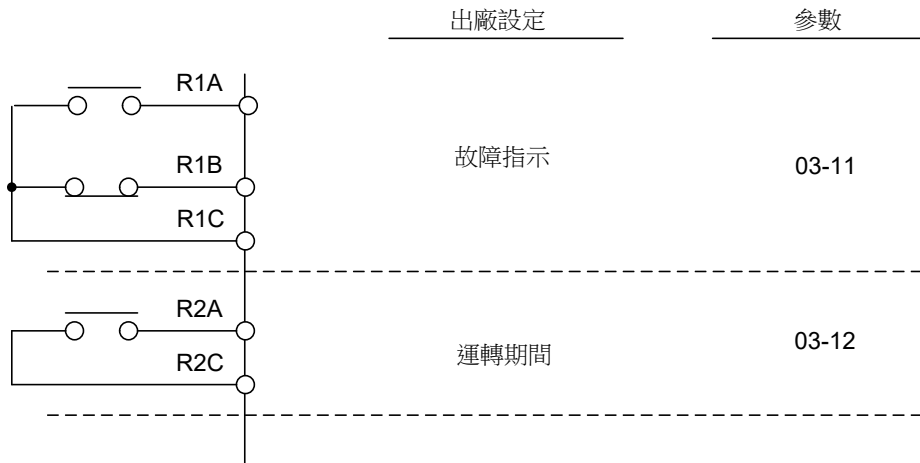 出廠設定 參數
R1A
故障指示
R1B 03-11
R1C
R2A
03-12
運轉期間
R2C